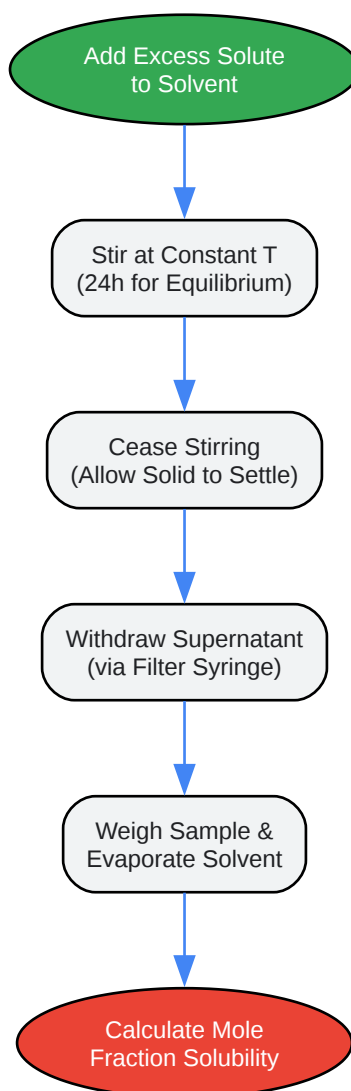 Add Excess Solute
to Solvent
Stir at Constant T
(24h for Equilibrium)
Cease Stirring
(Allow Solid to Settle)
Withdraw Supernatant
(via Filter Syringe)
Weigh Sample &
Evaporate Solvent
Calculate Mole
Fraction Solubility